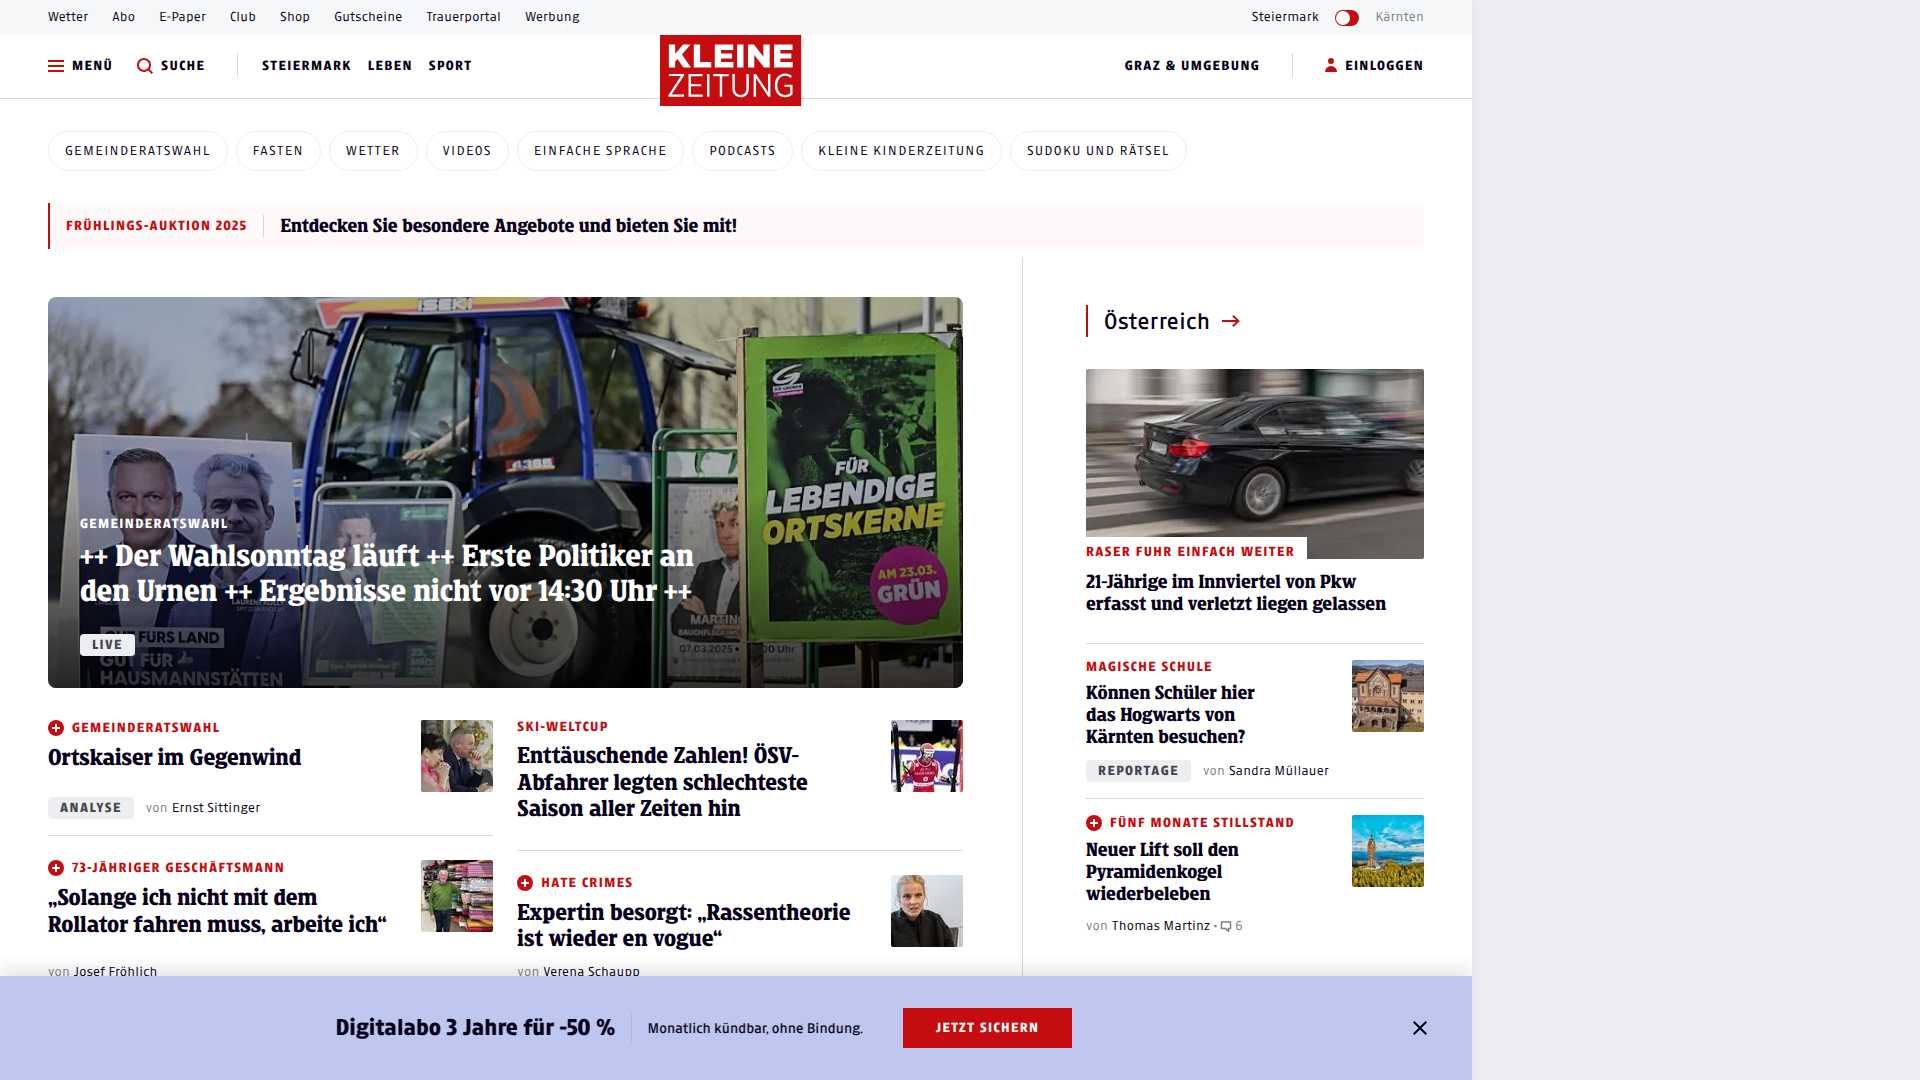 Wetter Abo E-Paper Club Shop Gutscheine Trauerportal Werbung Steiermark Kärnten
MENÜ SUCHE STEIERMARK LEBEN SPORT KLEINE ZEITUNG GRAZ & UMGEBUNG EINLOGGEN
GEMEINDERATSWAHL FASTEN WETTER VIDEOS EINFACHE SPRACHE PODCASTS KLEINE KINDERZEITUNG SUDOKU UND RÄTSEL
FRÜHLINGS-AUKTION 2025 Entdecken Sie besondere Angebote und bieten Sie mit!
ISEKI
4365
FÜR
LEBENDIGE
ORTSKERNE
AM 23.03.
GRÜN
GEMEINDERATSWAHL
++ Der Wahlsonntag läuft ++ Erste Politiker an
den Urnen ++ Ergebnisse nicht vor 14:30 Uhr ++
LIVE
FÜRS LAND
GUT FÜR
HAUSMANNSTÄTTEN
MARTIN
07.03.2025
GEMEINDERATSWAHL
Ortskaiser im Gegenwind
ANALYSE von Ernst Sittinger
73-JÄHRIGER GESCHÄFTSMANN
„Solange ich nicht mit dem
Rollator fahren muss, arbeite ich“
von Josef Fröhlich
SKI-WELTCUP
Enttäuschende Zahlen! ÖSV-
Abfahrer legten schlechteste
Saison aller Zeiten hin
HATE CRIMES
Expertin besorgt: „Rassentheorie
ist wieder en vogue“
von Verena Schaupp
Österreich
RASER FUHR EINFACH WEITER
21-Jährige im Innviertel von Pkw
erfasst und verletzt liegen gelassen
MAGISCHE SCHULE
Können Schüler hier
das Hogwarts von
Kärnten besuchen?
REPORTAGE von Sandra Müllauer
FÜNF MONATE STILLSTAND
Neuer Lift soll den
Pyramidenkogel
wiederbeleben
von Thomas Martinz • 6
Digitalabo 3 Jahre für -50 % Monatlich kündbar, ohne Bindung. JETZT SICHERN